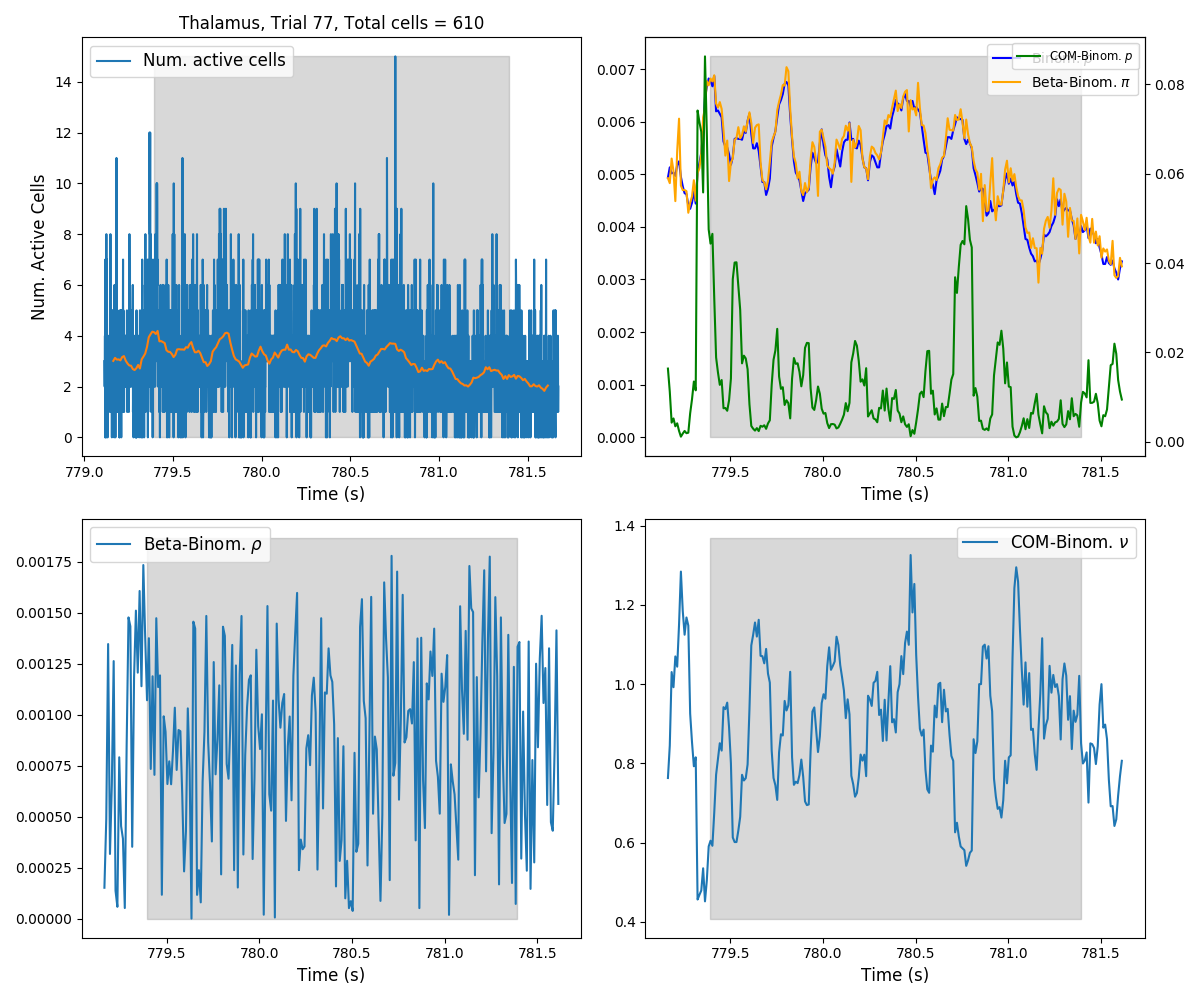 Thalamus, Trial 77, Total cells = 610
Num. active cells
Num. Active Cells
14
12
10
8
6
4
2
0
779.0 779.5 780.0 780.5 781.0 781.5
Time (s)
COM-Binom. p
Beta-Binom. π
0.007
0.006
0.005
0.004
0.003
0.002
0.001
0.000
0.08
0.06
0.04
0.02
0.00
779.5 780.0 780.5 781.0 781.5
Time (s)
Beta-Binom. ρ
0.00175
0.00150
0.00125
0.00100
0.00075
0.00050
0.00025
0.00000
779.5 780.0 780.5 781.0 781.5
Time (s)
COM-Binom. ν
1.4
1.2
1.0
0.8
0.6
0.4
779.5 780.0 780.5 781.0 781.5
Time (s)